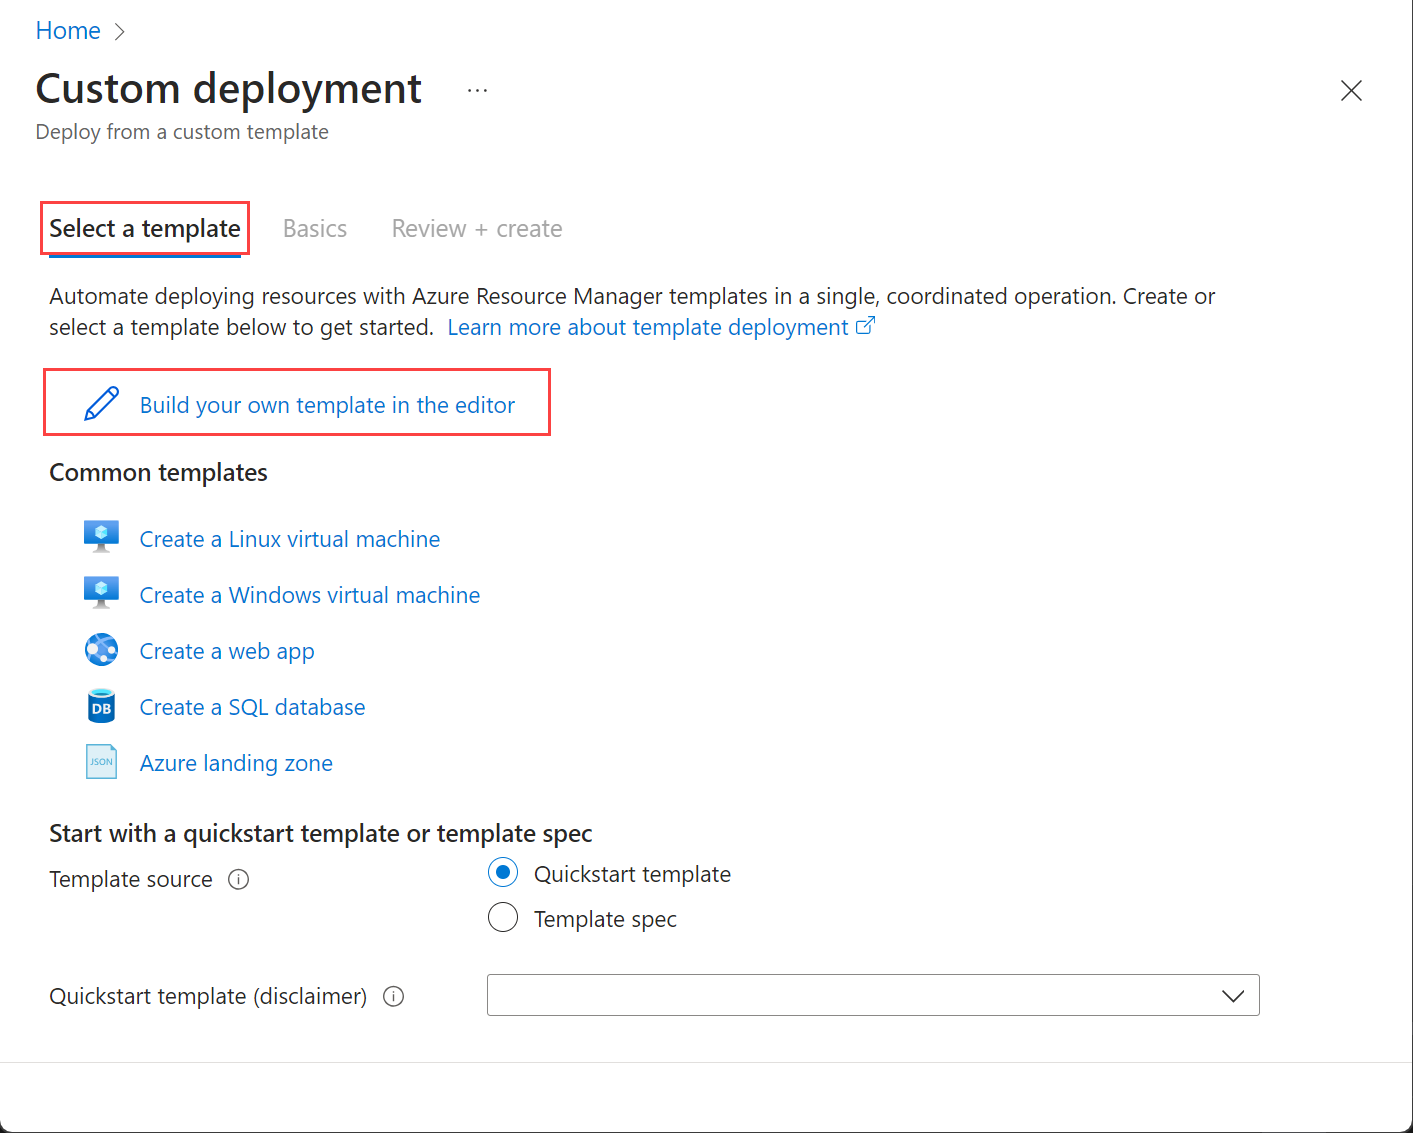 Home
Custom deployment
Deploy from a custom template
Select a template Basics Review + create
Automate deploying resources with Azure Resource Manager templates in a single, coordinated operation. Create or
select a template below to get started. Learn more about template deployment
Build your own template in the editor
Common templates
Create a Linux virtual machine
Create a Windows virtual machine
Create a web app
DB Create a SQL database
JSON Azure landing zone
Start with a quickstart template or template spec
Template source Quickstart template
Template spec
Quickstart template (disclaimer)